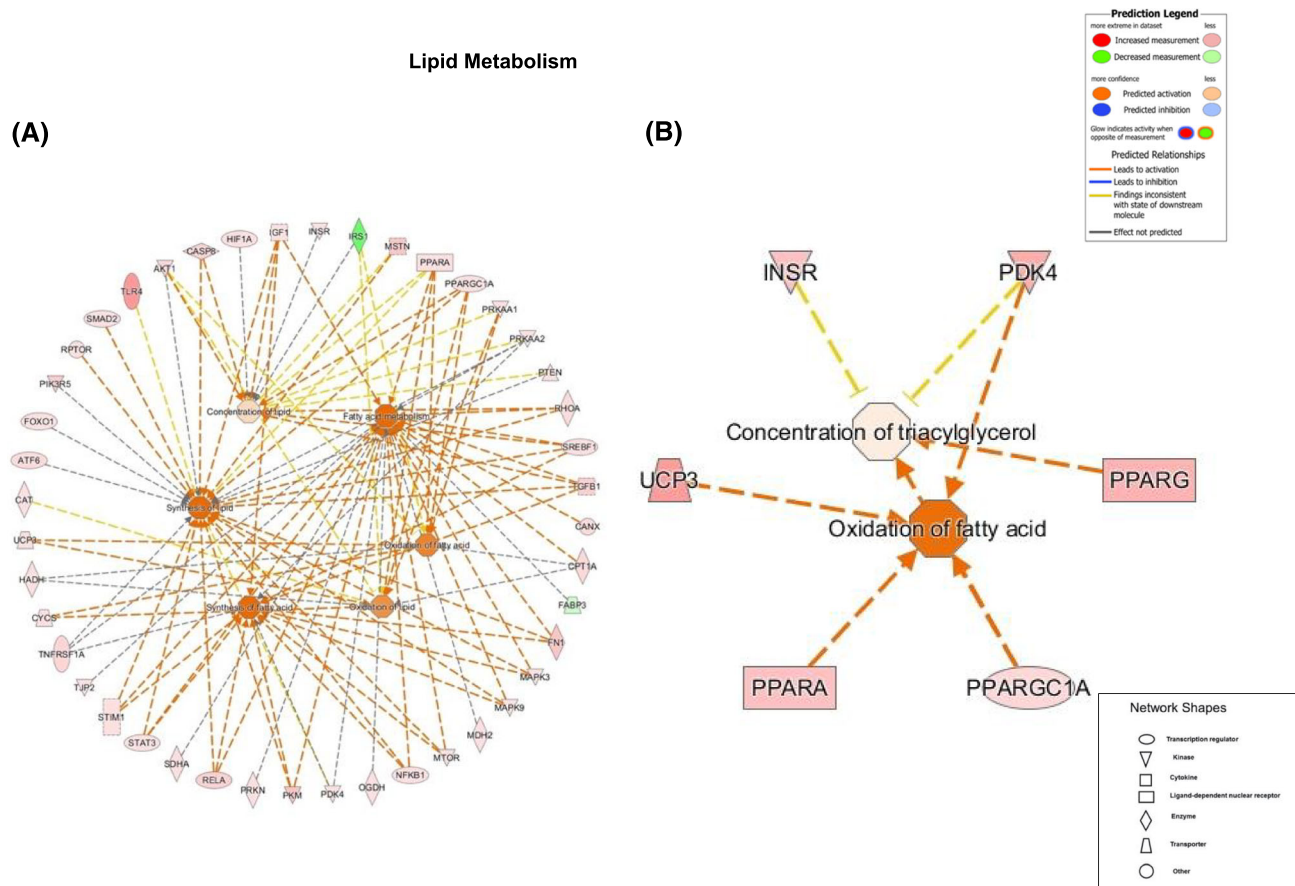 Lipid Metabolism
Prediction Legend
more extreme in dataset less
Increased measurement
Decreased measurement
more confidence less
Predicted activation
Predicted inhibition
Glow indicates activity when
opposite of measurement
Predicted Relationships
Leads to activation
Leads to inhibition
Findings inconsistent
with state of downstream
molecule
Effect not predicted
(A)
IGF1
INSR
IRS1
HIF1A
MSTN
CASP8
PPARA
AKT1
PPARGC1A
TLR4
PRKAA1
SMAD2
PRKAA2
RPTOR
PTEN
PIK3R5
RHOA
Concentration of lipid
Fatty acid metabolism
FOXO1
SREBF1
ATF6
TGFB1
CAT
Synthesis of lipid
CANX
UCP3
Oxidation of fatty acid
CPT1A
HADH
FABP3
CYCS
Synthesis of fatty acid
Oxidation of lipid
FN1
TNFRSF1A
MAPK3
TJP2
MAPK9
STIM1
MDH2
STAT3
MTOR
SDHA
NFKB1
RELA
OGDH
PRKN
PKM
PDK4
(B)
INSR
PDK4
Concentration of triacylglycerol
UCP3
PPARG
Oxidation of fatty acid
PPARA
PPARGC1A
Network Shapes
Transcription regulator
Kinase
Cytokine
Ligand-dependent nuclear receptor
Enzyme
Transporter
Other